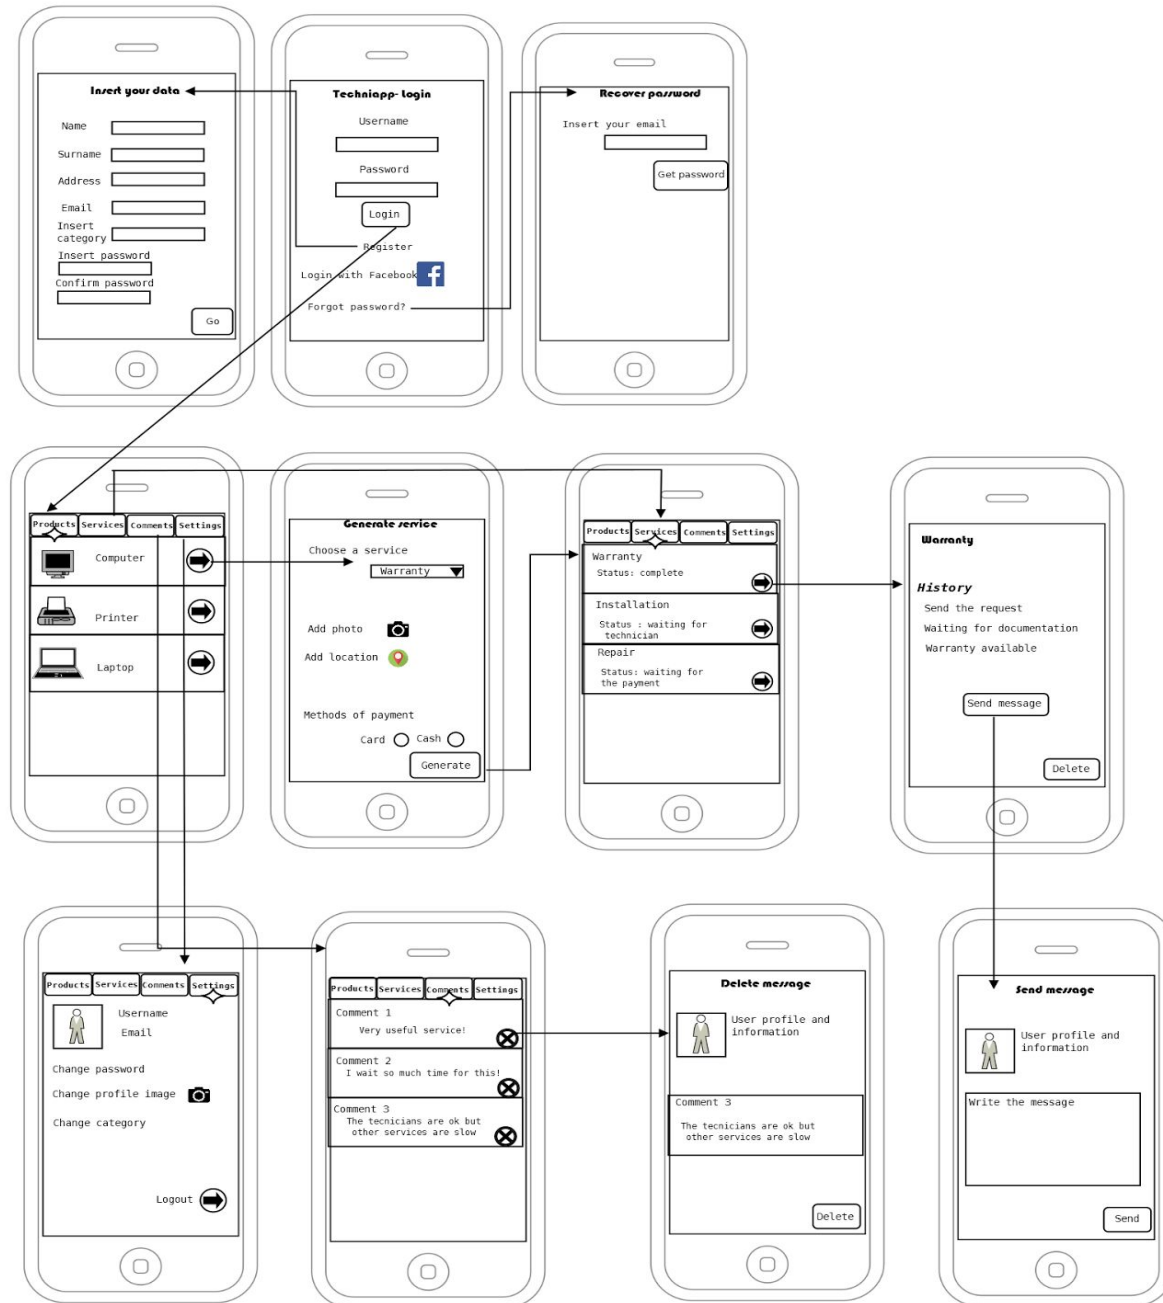 Insert your data
Name
Surname
Address
Email
Insert
category
Insert password
Confirm password
Go
Techniapp- Login
Username
Password
Login
Register
Login with Facebook
Forgot password?
Recover password
Insert your email
Get password
Products Services Comments Settings
Computer
Printer
Laptop
Generate service
Choose a service
Warranty
Add photo
Add location
Methods of payment
Card Cash
Generate
Products Services Comments Settings
Warranty
Status: complete
Installation
Status : waiting for
technician
Repair
Status: waiting for
the payment
Warranty
History
Send the request
Waiting for documentation
Warranty available
Send message
Delete
Products Services Comments Settings
Username
Email
Change password
Change profile image
Change category
Logout
Products Services Comments Settings
Comment 1
Very useful service!
Comment 2
I wait so much time for this!
Comment 3
The tecnicians are ok but
other services are slow
Delete message
User profile and
information
Comment 3
The tecnicians are ok but
other services are slow
Delete
Send message
User profile and
information
Write the message
Send